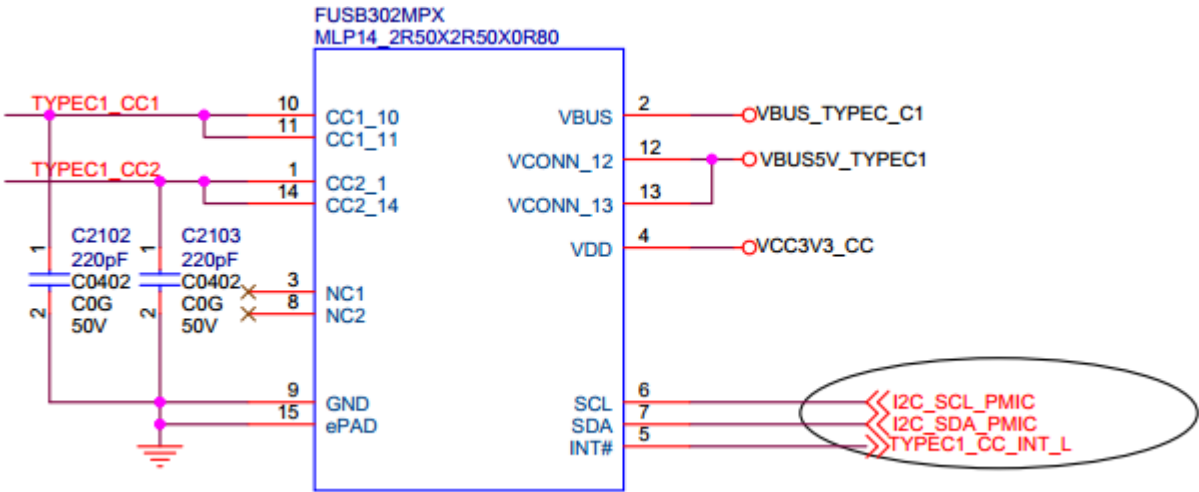 FUSB302MPX
MLP14_2R50X2R50X0R80
TYPEC1_CC1
10
CC1_10
VBUS
2
VBUS_TYPEC_C1
11
CC1_11
VCONN_12
12
VBUS5V_TYPEC1
TYPEC1_CC2
1
CC2_1
14
CC2_14
VCONN_13
13
VDD
4
VCC3V3_CC
1
C2102
220pF
C0402
C0G
50V
2
1
C2103
220pF
C0402
C0G
50V
2
3
NC1
8
NC2
9
GND
15
ePAD
SCL
6
I2C_SCL_PMIC
SDA
7
I2C_SDA_PMIC
INT#
5
TYPEC1_CC_INT_L